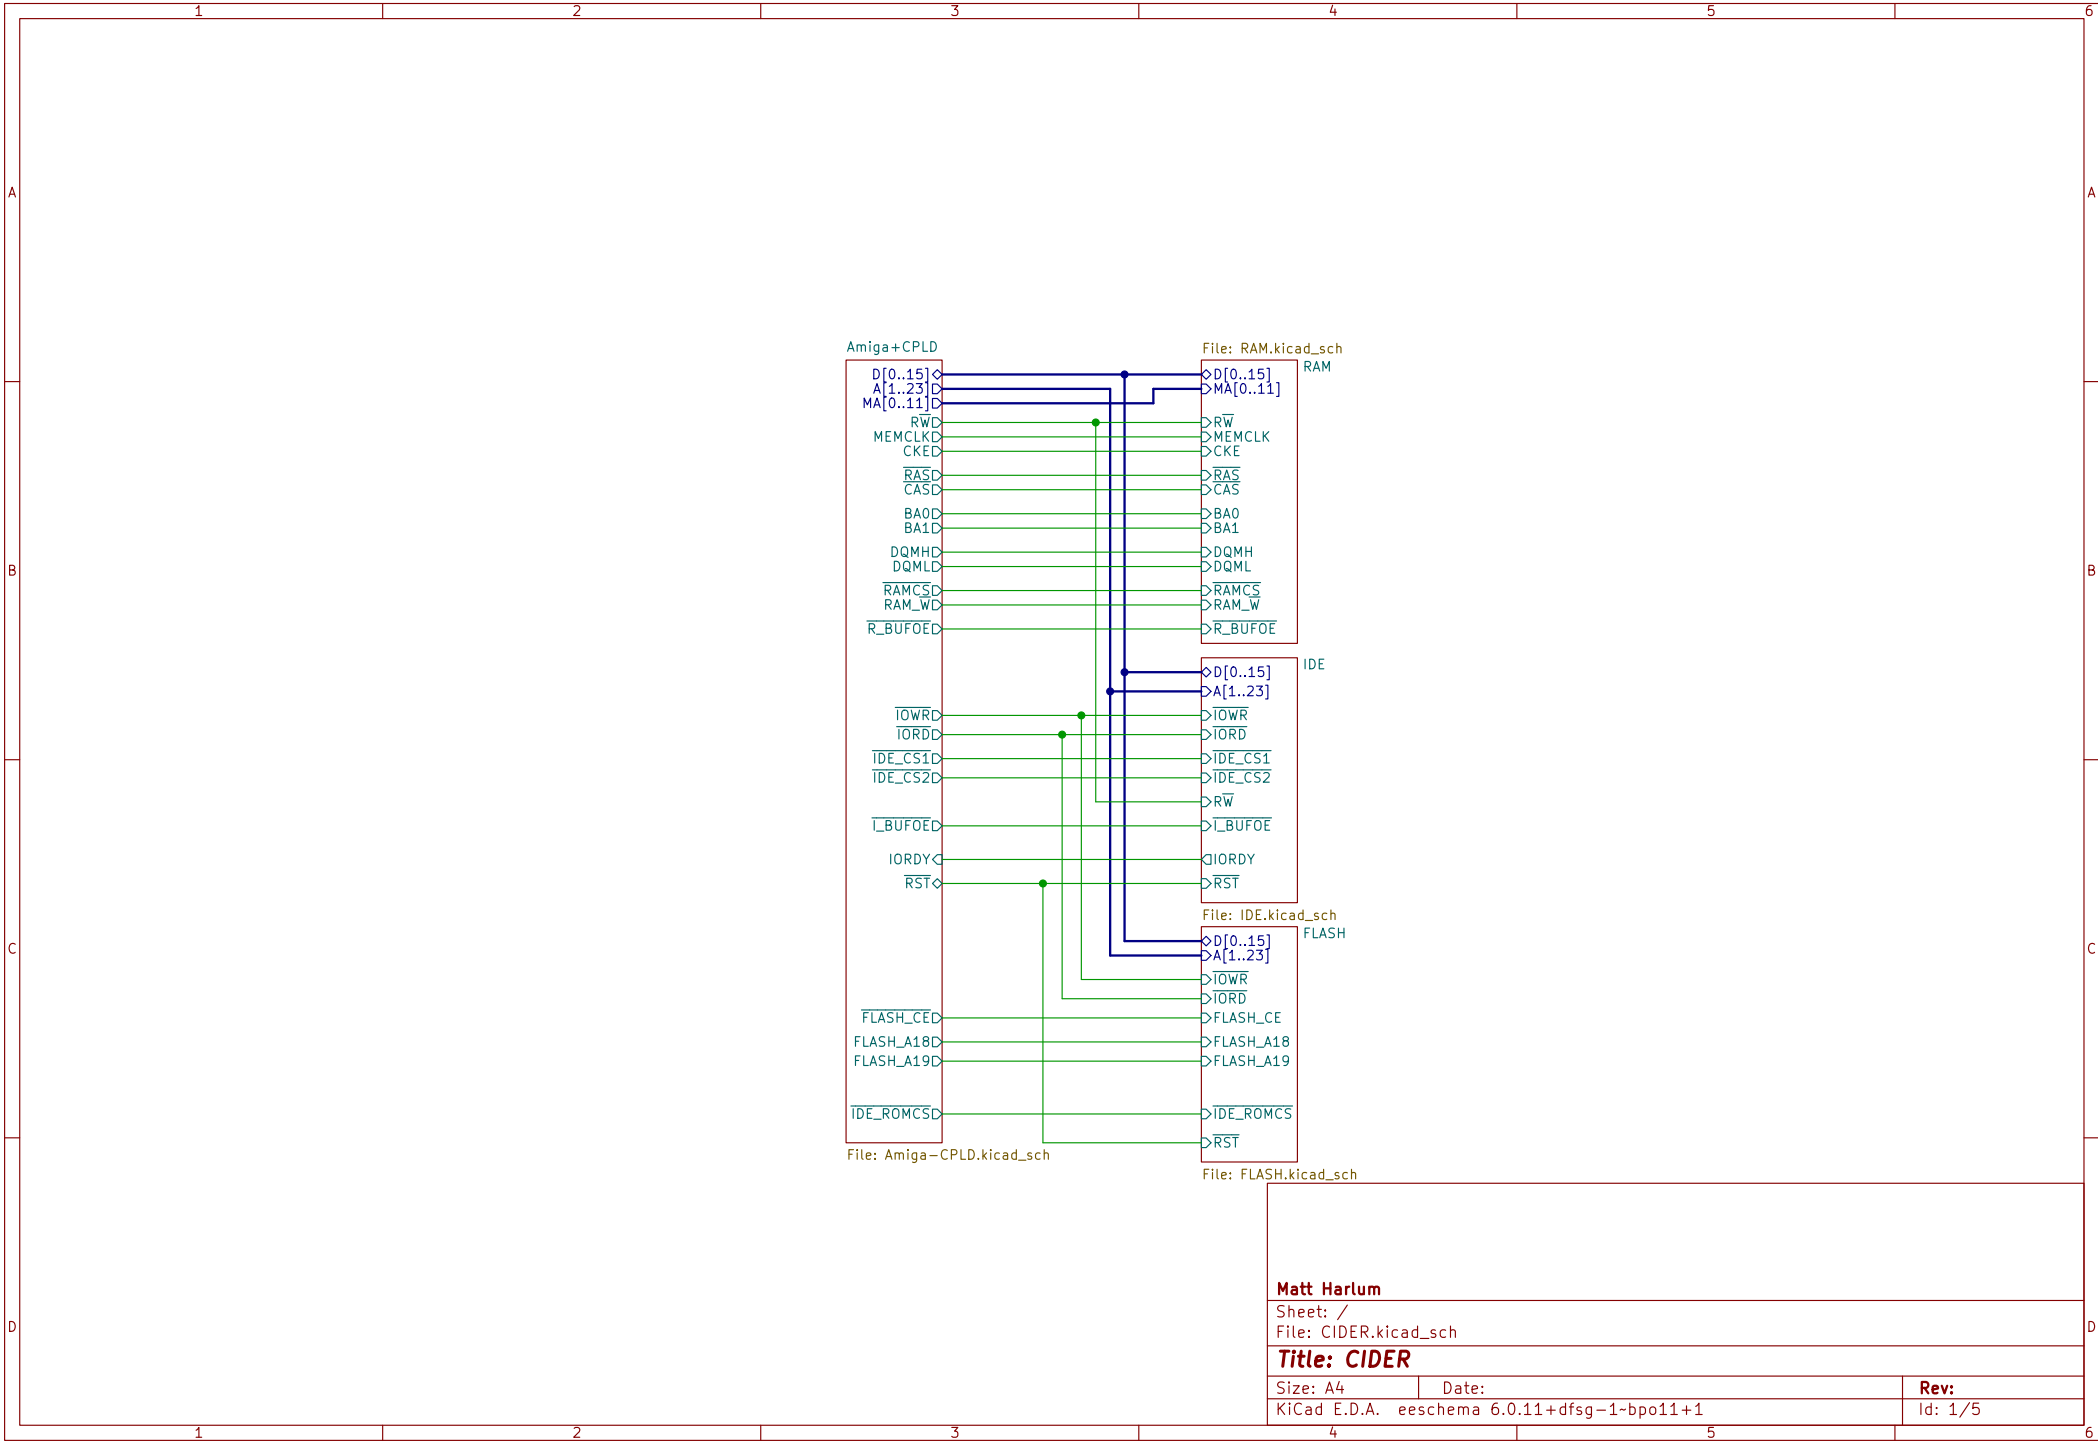 1 2 3 4 5 6
A A
B B
C C
D D
Amiga+CPLD
D[0..15]
A[1..23]
MA[0..11]
RW
MEMCLK
CKE
RAS
CAS
BA0
BA1
DQMH
DQML
RAMCS
RAM_W
R_BUFOE
IOWR
IORD
IDE_CS1
IDE_CS2
I_BUFOE
IORDY
RST
FLASH_CE
FLASH_A18
FLASH_A19
IDE_ROMCS
File: Amiga-CPLD.kicad_sch
File: RAM.kicad_sch
RAM
D[0..15]
MA[0..11]
RW
MEMCLK
CKE
RAS
CAS
BA0
BA1
DQMH
DQML
RAMCS
RAM_W
R_BUFOE
IDE
D[0..15]
A[1..23]
IOWR
IORD
IDE_CS1
IDE_CS2
RW
I_BUFOE
IORDY
RST
File: IDE.kicad_sch
FLASH
D[0..15]
A[1..23]
IOWR
IORD
FLASH_CE
FLASH_A18
FLASH_A19
IDE_ROMCS
RST
File: FLASH.kicad_sch
Matt Harlum
Sheet: /
File: CIDER.kicad_sch
Title: CIDER
Size: A4 Date: Rev:
KiCad E.D.A. eeschema 6.0.11+dfsg-1~bpo11+1 Id: 1/5
1 2 3 4 5 6